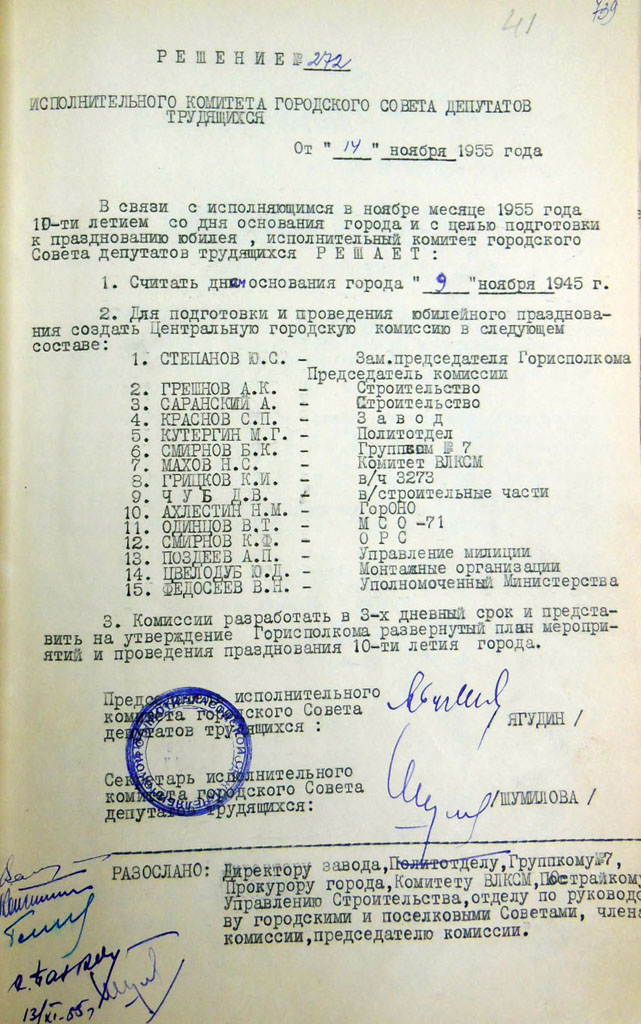 41
739
Р Е Ш Е Н И Е № 272
ИСПОЛНИТЕЛЬНОГО КОМИТЕТА ГОРОДСКОГО СОВЕТА ДЕПУТАТОВ
ТРУДЯЩИХСЯ
От " 14 " ноября 1955 года
В связи с исполняющимся в ноябре месяце 1955 года
10-ти летием со дня основания города и с целью подготовки
к празднованию юбилея , исполнительный комитет городского
Совета депутатов трудящихся Р Е Ш А Е Т :
1. Считать днем основания города " 9 " ноября 1945 г.
2. Для подготовки и проведения юбилейного празднова-
ния создать Центральную городскую комиссию в следующем
составе:
1. СТЕПАНОВ Ю.С. - Зам.председателя Горисполкома
Председатель комиссии
2. ГРЕШНОВ А.К. - Строительство
3. САРАНСКИЙ А. - Строительство
4. КРАСНОВ С.П. - З а в о д
5. КУТЕРГИН М.Г. - Политотдел
6. СМИРНОВ Б.К. - Группком № 7
7. МАХОВ Н.С. - Комитет ВЛКСМ
8. ГРИЦКОВ К.И. - в/ч 3273
9. Ч У Б Д.В. - в/строительные части
10. АХЛЕСТИН Н.М. - ГорОНО
11. ОДИНЦОВ В.Т. - М С О -71
12. СМИРНОВ К.Ф. - О Р С
13. ПОЗДЕЕВ А.П. - Управление милиции
14. ЦВЕЛОДУБ Ю.Д. - Монтажные организации
15. ФЕДОСЕЕВ В.Н. - Уполномоченный Министерства
3. Комиссии разработать в 3-х дневный срок и предста-
вить на утверждение Горисполкома развернутый план меропри-
ятий и проведения празднования 10-ти летия города.
Председатель исполнительного
комитета городского Совета
депутатов трудящихся :
ЯГУДИН /
Секретарь исполнительного
комитета городского Совета
депутатов трудящихся:
/ШУМИЛОВА /
РАЗОСЛАНО: Директору завода,Политотделу,Группкому№7,
Прокурору города,Комитету ВЛКСМ,Пострайкому
Управлению Строительства,отделу по руководс
ву городскими и поселковыми Советами, член
комиссии,председателю комиссии.
13/XI-55,